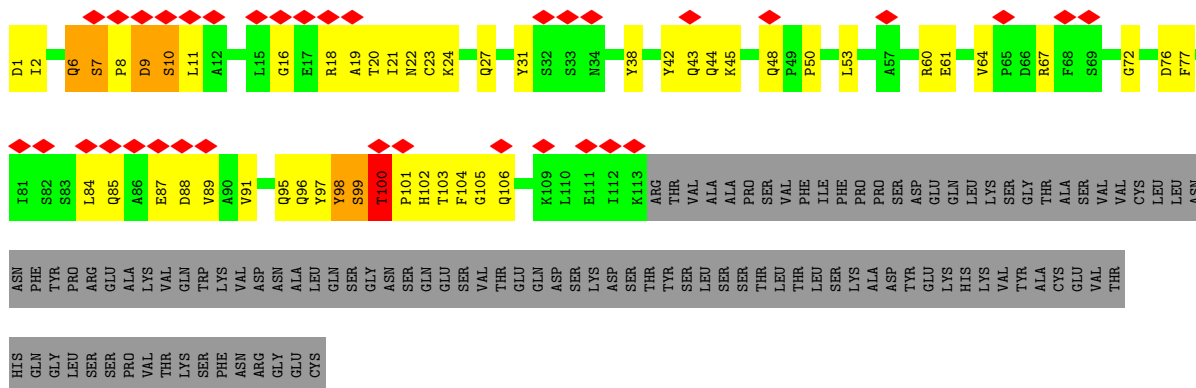 D1 I2 Q6 S7 P8 D9 S10 L11 A12 L15 G16 E17 R18 A19 T20 I21 N22 C23 K24 Q27 Y31 S32 S33 N34 Y38 Y42 Q43 Q44 K45 Q48 P49 P50 L53 A57 R60 E61 V64 P65 D66 R67 F68 S69 G72 D76 F77
I81 S82 S83 L84 Q85 A86 E87 D88 V89 A90 V91 Q95 Q96 Y97 Y98 S99 T100 P101 H102 T103 F104 G105 Q106 K109 L110 E111 I112 K113 ARG THR VAL ALA ALA PRO SER VAL PHE ILE PHE PRO PRO SER ASP GLU GLN LEU LYS SER GLY THR ALA SER VAL VAL CYS LEU LEU ASN
ASN PHE TYR PRO ARG GLU ALA LYS VAL GLN TRP LYS VAL ASP ASN ALA LEU GLN SER GLY ASN SER GLN GLU SER VAL THR GLU GLN ASP SER LYS ASP SER THR TYR SER LEU SER SER THR LEU THR LEU SER LYS ALA ASP TYR GLU LYS HIS LYS VAL TYR ALA CYS GLU VAL THR
HIS GLN GLY LEU SER SER PRO VAL THR LYS SER PHE ASN ARG GLY GLU CYS